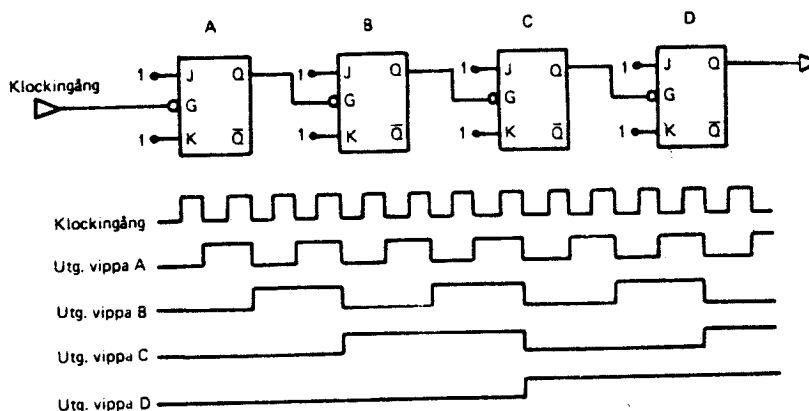 A B C D
Klockingång
1 J Q 1 J Q 1 J Q 1 J Q
G G G G
1 K Q̅ 1 K Q̅ 1 K Q̅ 1 K Q̅
Klockingång
Utg. vippa A
Utg. vippa B
Utg. vippa C
Utg. vippa D